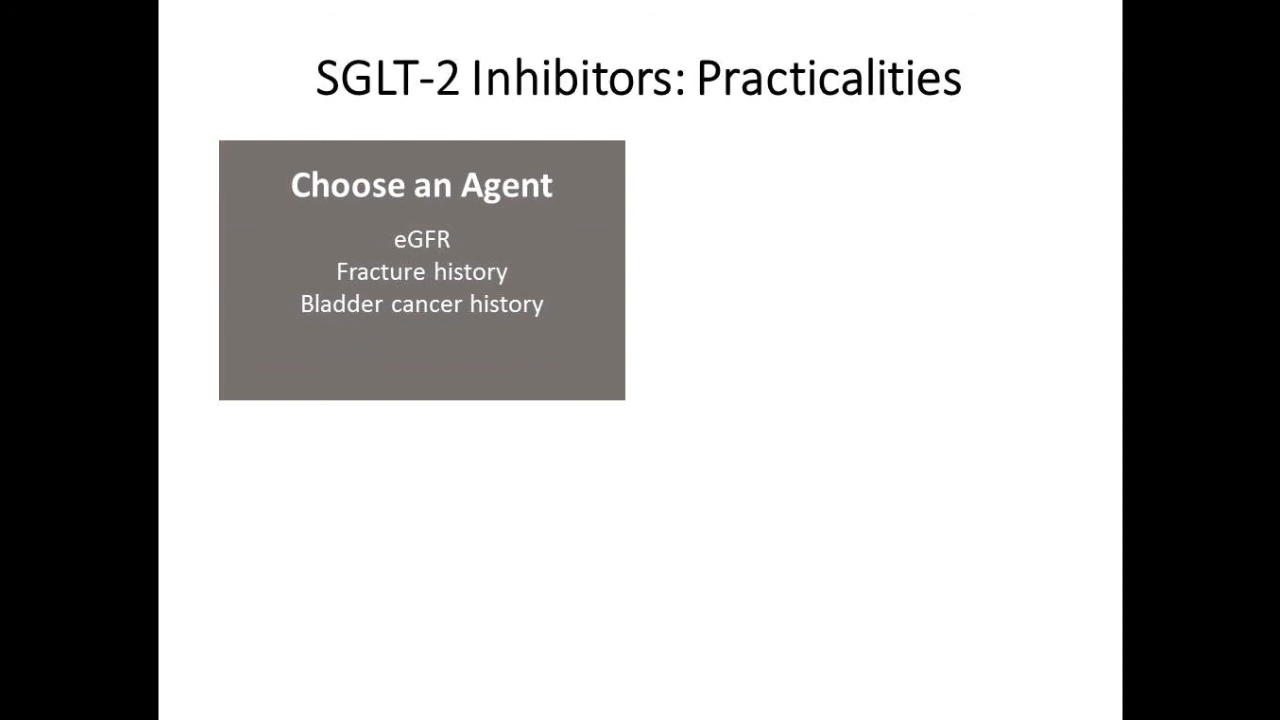 SGLT-2 Inhibitors: Practicalities
Choose an Agent
eGFR
Fracture history
Bladder cancer history